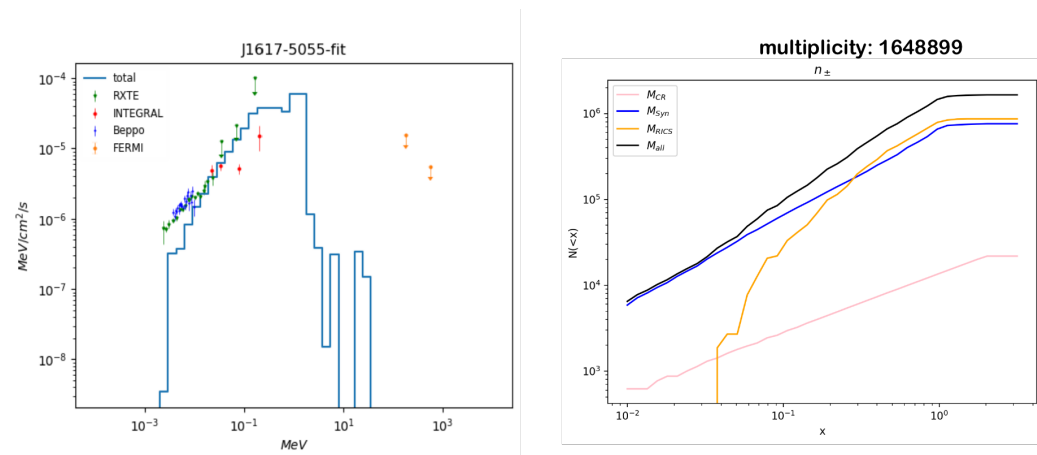 J1617-5055-fit
total
RXTE
INTEGRAL
Beppo
FERMI
10⁻⁴
10⁻⁵
10⁻⁶
10⁻⁷
10⁻⁸
MeV/cm²/s
10⁻³
10⁻¹
10¹
10³
MeV
multiplicity: 1648899
n±
M_CR
M_Syn
M_RICS
M_all
10⁶
10⁵
10⁴
10³
N(<x)
10⁻²
10⁻¹
10⁰
x